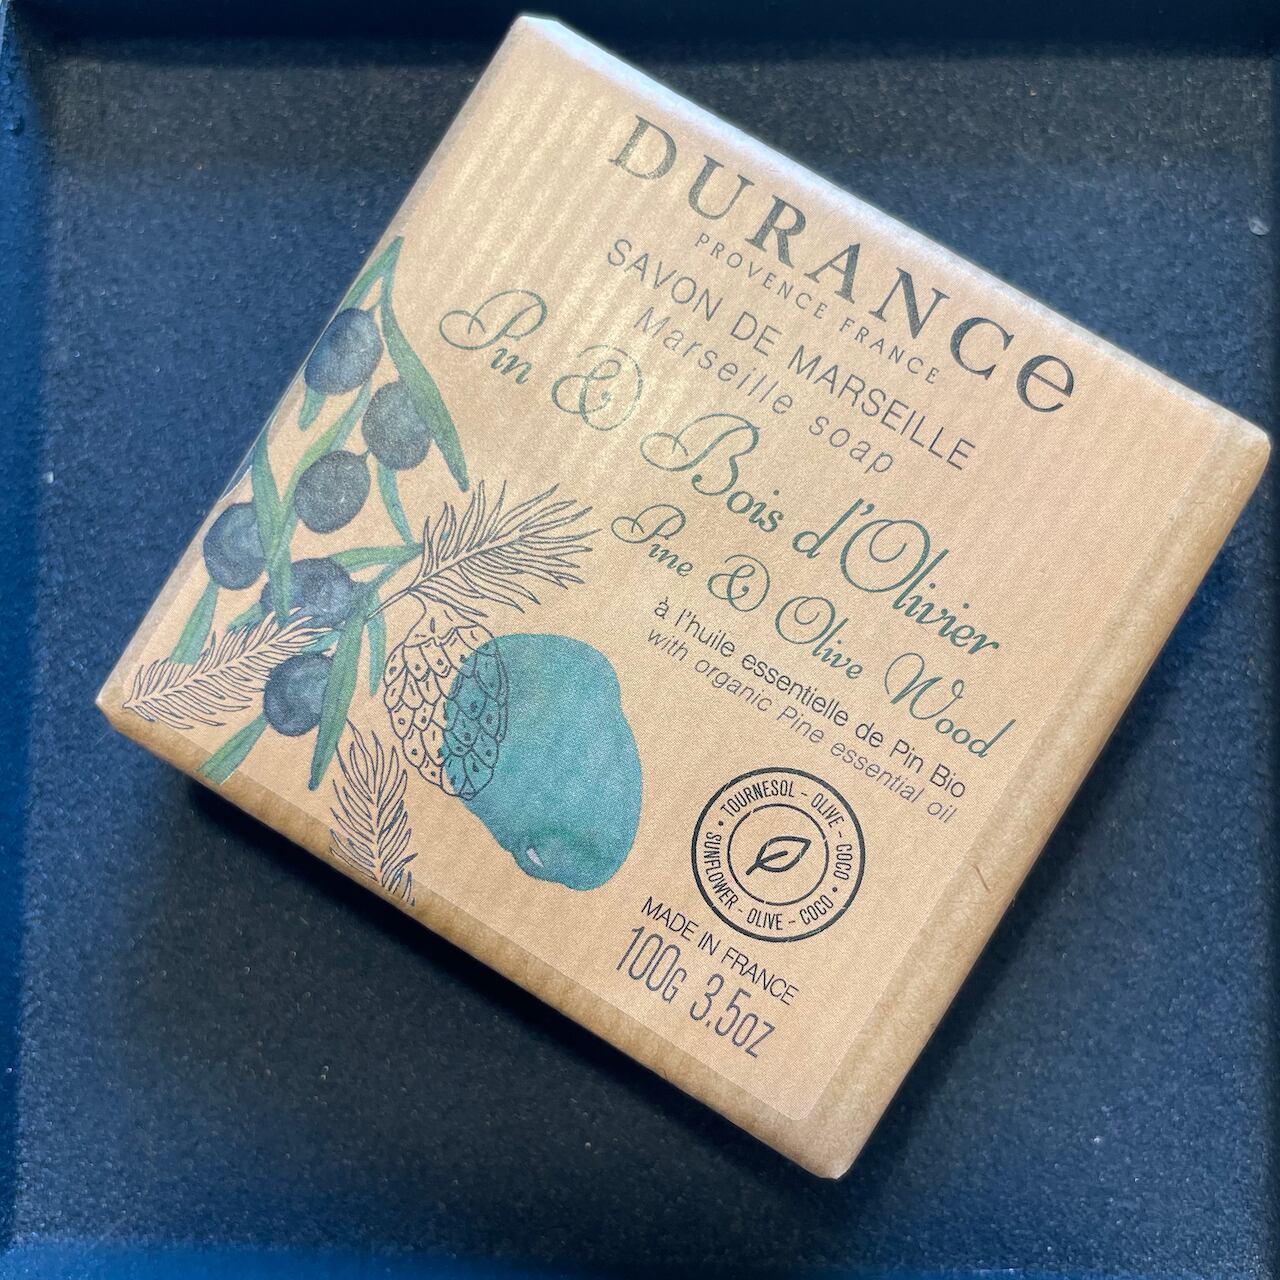 DURANCe
PROVENCE FRANCE
SAVON DE MARSEILLE
Marseille soap
Pin & Bois d'Olivier
Pine & Olive Wood
à l'huile essentielle de Pin Bio
with organic Pine essential oil
• TOURNESOL - OLIVE - COCO •
SUNFLOWER - OLIVE - COCO
MADE IN FRANCE
100G 3.5OZ